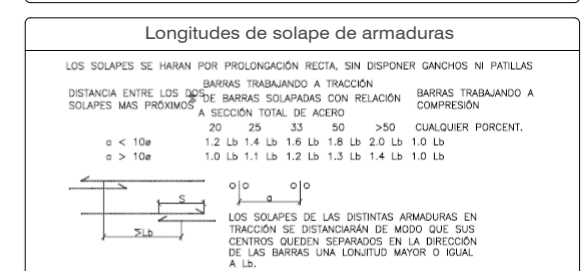 Longitudes de solape de armaduras
LOS SOLAPES SE HARAN POR PROLONGACIÓN RECTA, SIN DISPONER GANCHOS NI PATILLAS
BARRAS TRABAJANDO A TRACCIÓN
DISTANCIA ENTRE LOS DOS
% DE BARRAS SOLAPADAS CON RELACIÓN
BARRAS TRABAJANDO A
SOLAPES MAS PRÓXIMOS
A SECCIÓN TOTAL DE ACERO
COMPRESIÓN
20 25 33 50 >50 CUALQUIER PORCENT.
a < 10ø 1.2 Lb 1.4 Lb 1.6 Lb 1.8 Lb 2.0 Lb 1.0 Lb
a > 10ø 1.0 Lb 1.1 Lb 1.2 Lb 1.3 Lb 1.4 Lb 1.0 Lb
S
a
LOS SOLAPES DE LAS DISTINTAS ARMADURAS EN
TRACCIÓN SE DISTANCIARÁN DE MODO QUE SUS
CENTROS QUEDEN SEPARADOS EN LA DIRECCIÓN
DE LAS BARRAS UNA LONJITUD MAYOR O IGUAL
A Lb.